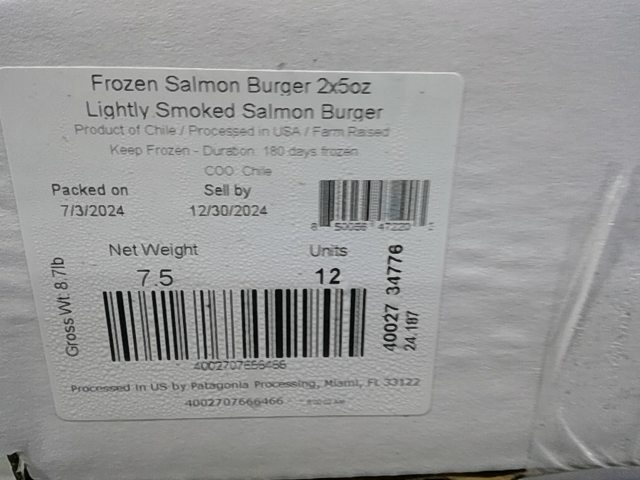 Frozen Salmon Burger 2x5oz
Lightly Smoked Salmon Burger
Product of Chile / Processed in USA / Farm Raised
Keep Frozen - Duration: 180 days frozen
COO: Chile
Packed on
Sell by
7/3/2024
12/30/2024
Net Weight
Units
7.5
12
Gross Wt: 8.7lb
40027 34776
24.187
4002707666466
Processed in US by Patagonia Processing, Miami, FL 33122
4002707666466